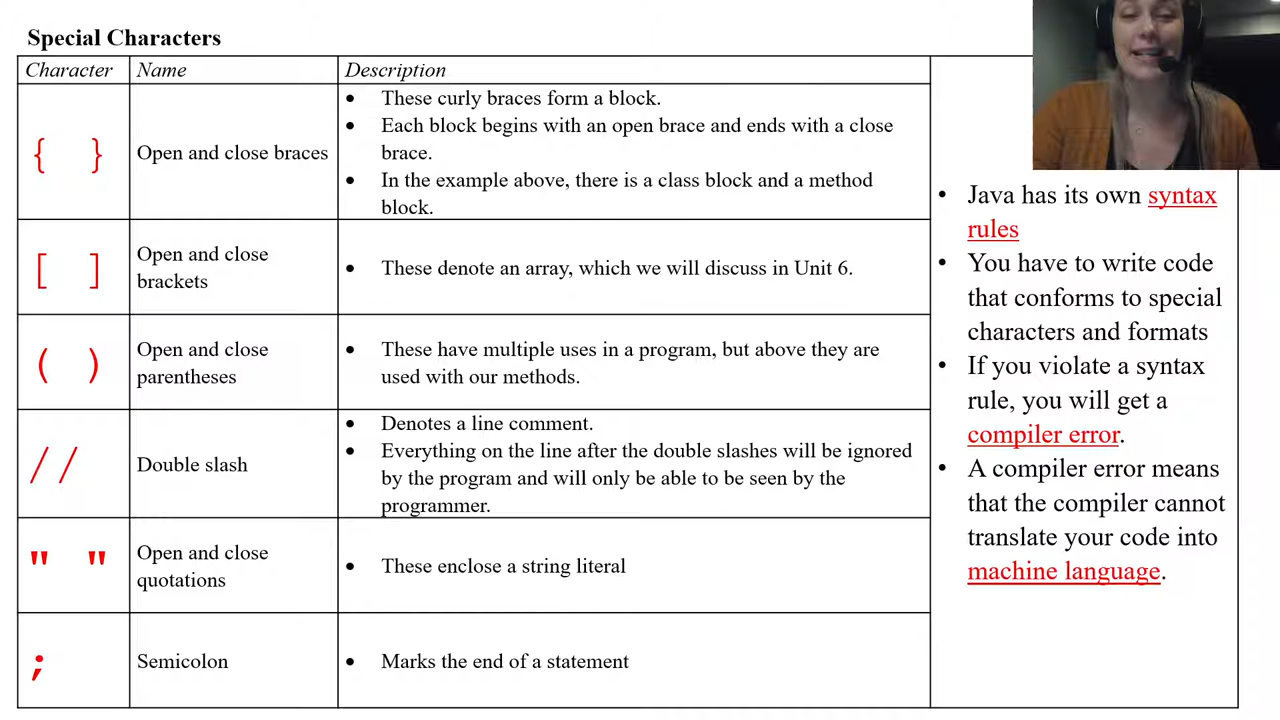 Special Characters
Character Name Description
{ } Open and close braces
• These curly braces form a block.
• Each block begins with an open brace and ends with a close
brace.
• In the example above, there is a class block and a method
block.
[ ] Open and close
brackets
• These denote an array, which we will discuss in Unit 6.
( ) Open and close
parentheses
• These have multiple uses in a program, but above they are
used with our methods.
// Double slash
• Denotes a line comment.
• Everything on the line after the double slashes will be ignored
by the program and will only be able to be seen by the
programmer.
" " Open and close
quotations
• These enclose a string literal
; Semicolon
• Marks the end of a statement
• Java has its own syntax
rules
• You have to write code
that conforms to special
characters and formats
• If you violate a syntax
rule, you will get a
compiler error.
• A compiler error means
that the compiler cannot
translate your code into
machine language.